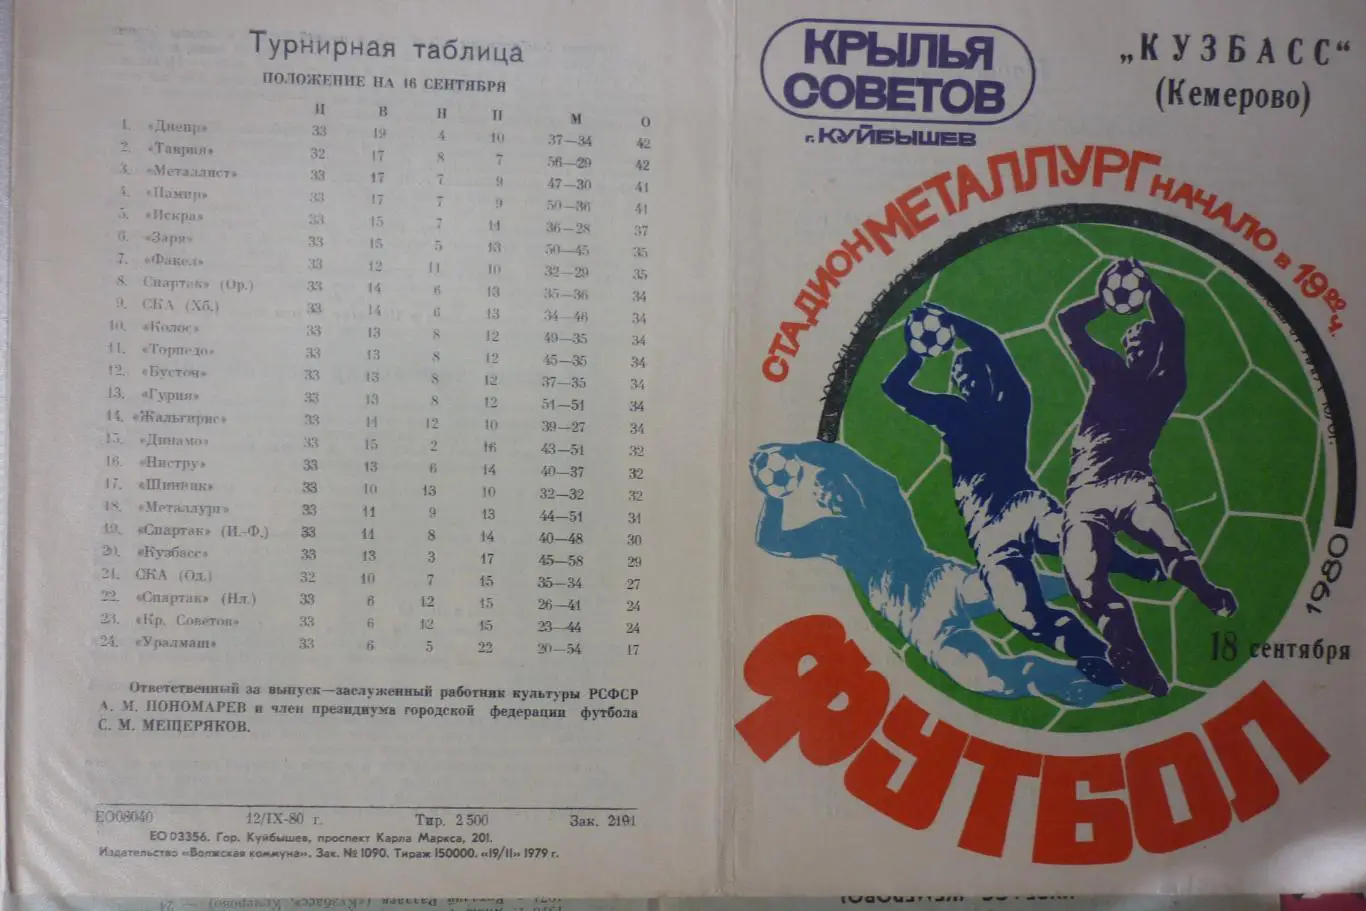 Турнирная таблица
ПОЛОЖЕНИЕ НА 16 СЕНТЯБРЯ
И В Н П М О
1. «Днепр» 33 19 4 10 37—34 42
2. «Таврия» 32 17 8 7 56—29 42
3. «Металлист» 33 17 7 9 47—30 41
4. «Памир» 33 17 7 9 50—36 41
5. «Искра» 33 15 7 11 36—28 37
6. «Заря» 33 15 5 13 50—45 35
7. «Факел» 33 12 11 10 32—29 35
8. Спартак» (Ор.) 33 14 6 13 35—36 34
9. СКА (Хб.) 33 14 6 13 34—46 34
10. «Колос» 33 13 8 12 49—35 34
11. «Торпедо» 33 13 8 12 45—35 34
12. «Бустон» 33 13 8 12 37—35 34
13. «Гурия» 33 13 8 12 51—51 34
14. «Жальгирис» 33 11 12 10 39—27 34
15. «Динамо» 33 15 2 16 43—51 32
16. «Нистру» 33 13 6 14 40—37 32
17. «Шинник» 33 10 13 10 32—32 32
18. «Металлург» 33 11 9 13 44—51 31
19. «Спартак» (И.-Ф.) 33 11 8 14 40—48 30
20. «Кузбасс» 33 13 3 17 45—58 29
21. СКА (Од.) 32 10 7 15 35—34 27
22. «Спартак» (Нл.) 33 6 12 15 26—41 24
23. «Кр. Советов» 33 6 12 15 23—44 24
24. «Уралмаш» 33 6 5 22 20—54 17
Ответственный за выпуск—заслуженный работник культуры РСФСР
А. М. ПОНОМАРЕВ и член президиума городской федерации футбола
С. М. МЕЩЕРЯКОВ.
ЕО08040 12/IX-80 г. Тир. 2 500 Зак. 2191
ЕО 03356. Гор. Куйбышев, проспект Карла Маркса, 201.
Издательство «Волжская коммуна». Зак. № 1090. Тираж 150000. «19/11» 1979 г.
КРЫЛЬЯ
СОВЕТОВ
г. КУЙБЫШЕВ
„КУЗБАСС“
(Кемерово)
СТАДИОН МЕТАЛЛУРГ НАЧАЛО в 19 00 ч.
1980
18 сентября
ФУТБОЛ